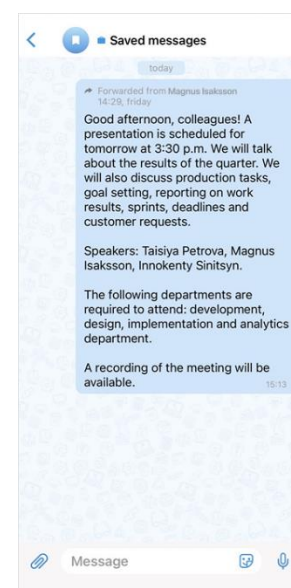 Saved messages
today
Forwarded from Magnus Isaksson
14:29, friday
Good afternoon, colleagues! A
presentation is scheduled for
tomorrow at 3:30 p.m. We will talk
about the results of the quarter. We
will also discuss production tasks,
goal setting, reporting on work
results, sprints, deadlines and
customer requests.
Speakers: Taisiya Petrova, Magnus
Isaksson, Innokenty Sinitsyn.
The following departments are
required to attend: development,
design, implementation and analytics
department.
A recording of the meeting will be
available.
15:13
Message